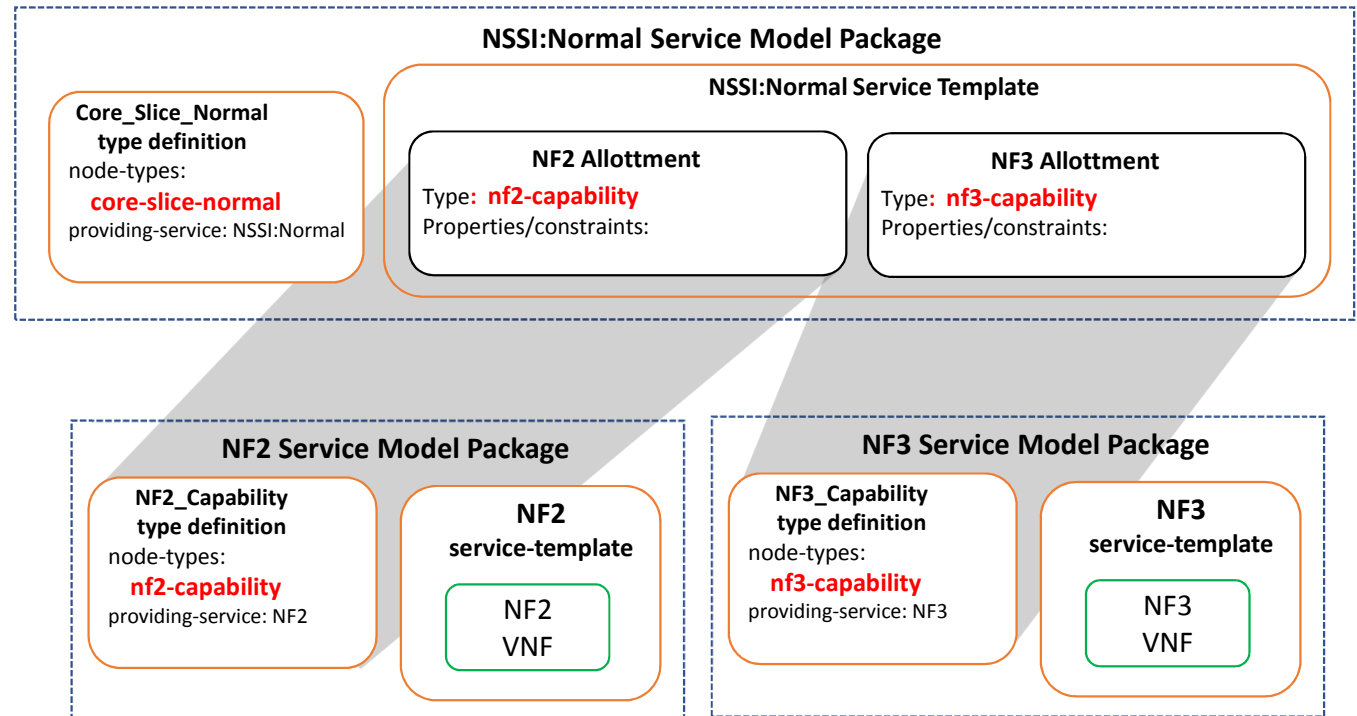 NSSI:Normal Service Model Package
NSSI:Normal Service Template
Core_Slice_Normal
type definition
node-types:
core-slice-normal
providing-service: NSSI:Normal
NF2 Allottment
Type: nf2-capability
Properties/constraints:
NF3 Allottment
Type: nf3-capability
Properties/constraints:
NF2 Service Model Package
NF2_Capability
type definition
node-types:
nf2-capability
providing-service: NF2
NF2
service-template
NF2
VNF
NF3 Service Model Package
NF3_Capability
type definition
node-types:
nf3-capability
providing-service: NF3
NF3
service-template
NF3
VNF